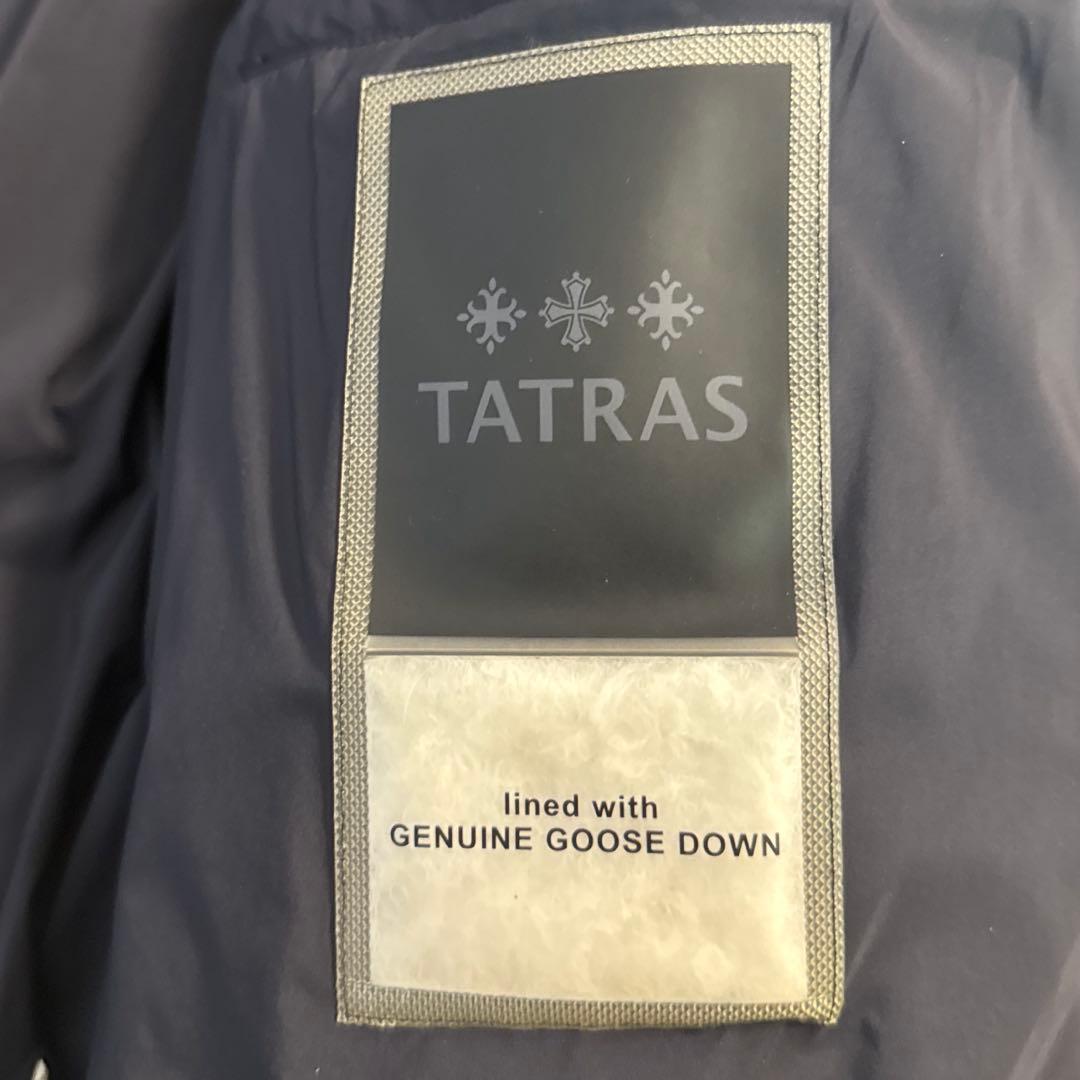 TATRAS
lined with
GENUINE GOOSE DOWN